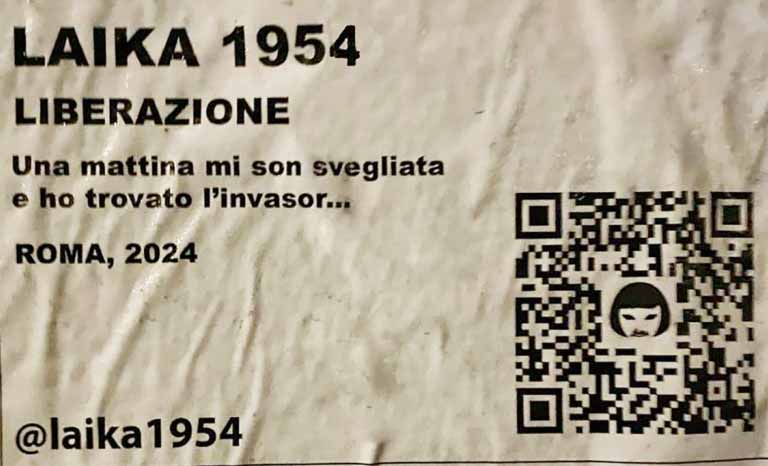 LAIKA 1954
LIBERAZIONE
Una mattina mi son svegliata
e ho trovato l'invasor...
ROMA, 2024
@laika1954